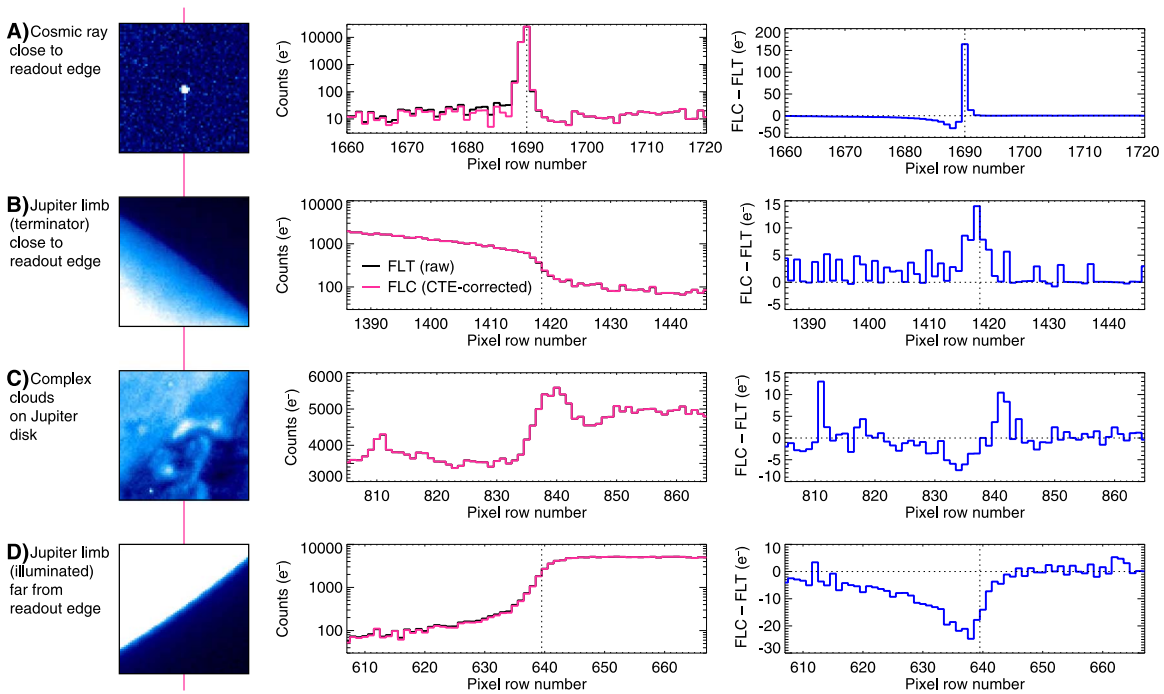 A) Cosmic ray
close to
readout edge
Counts (e⁻)
10000
1000
100
10
1660 1670 1680 1690 1700 1710 1720
Pixel row number
FLC – FLT (e⁻)
200
150
100
50
0
-50
1660 1670 1680 1690 1700 1710 1720
Pixel row number
B) Jupiter limb
(terminator)
close to
readout edge
Counts (e⁻)
10000
1000
100
FLT (raw)
FLC (CTE-corrected)
1390 1400 1410 1420 1430 1440
Pixel row number
FLC – FLT (e⁻)
15
10
5
0
-5
1390 1400 1410 1420 1430 1440
Pixel row number
C) Complex
clouds
on Jupiter
disk
Counts (e⁻)
6000
5000
4000
3000
810 820 830 840 850 860
Pixel row number
FLC – FLT (e⁻)
15
10
5
0
-5
-10
810 820 830 840 850 860
Pixel row number
D) Jupiter limb
(illuminated)
far from
readout edge
Counts (e⁻)
10000
1000
100
610 620 630 640 650 660
Pixel row number
FLC – FLT (e⁻)
10
0
-10
-20
-30
610 620 630 640 650 660
Pixel row number